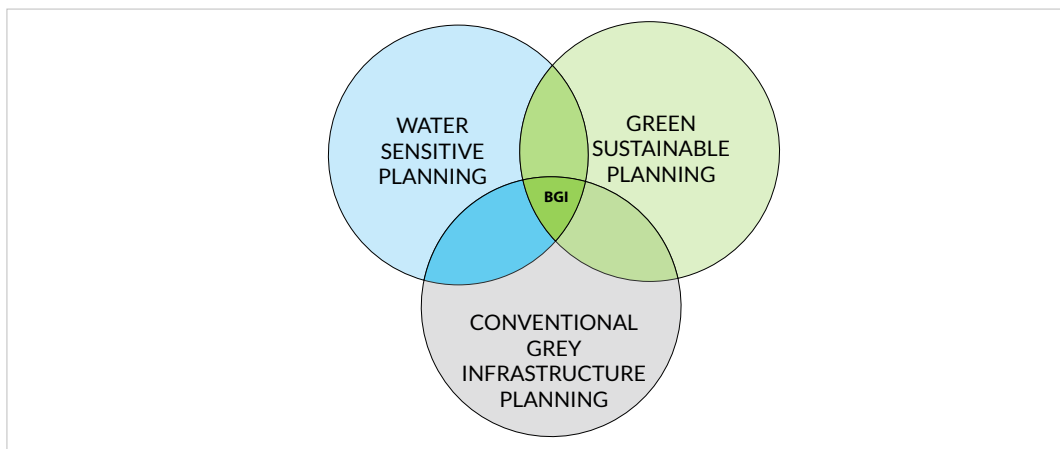 WATER
SENSITIVE
PLANNING
GREEN
SUSTAINABLE
PLANNING
BGI
CONVENTIONAL
GREY
INFRASTRUCTURE
PLANNING